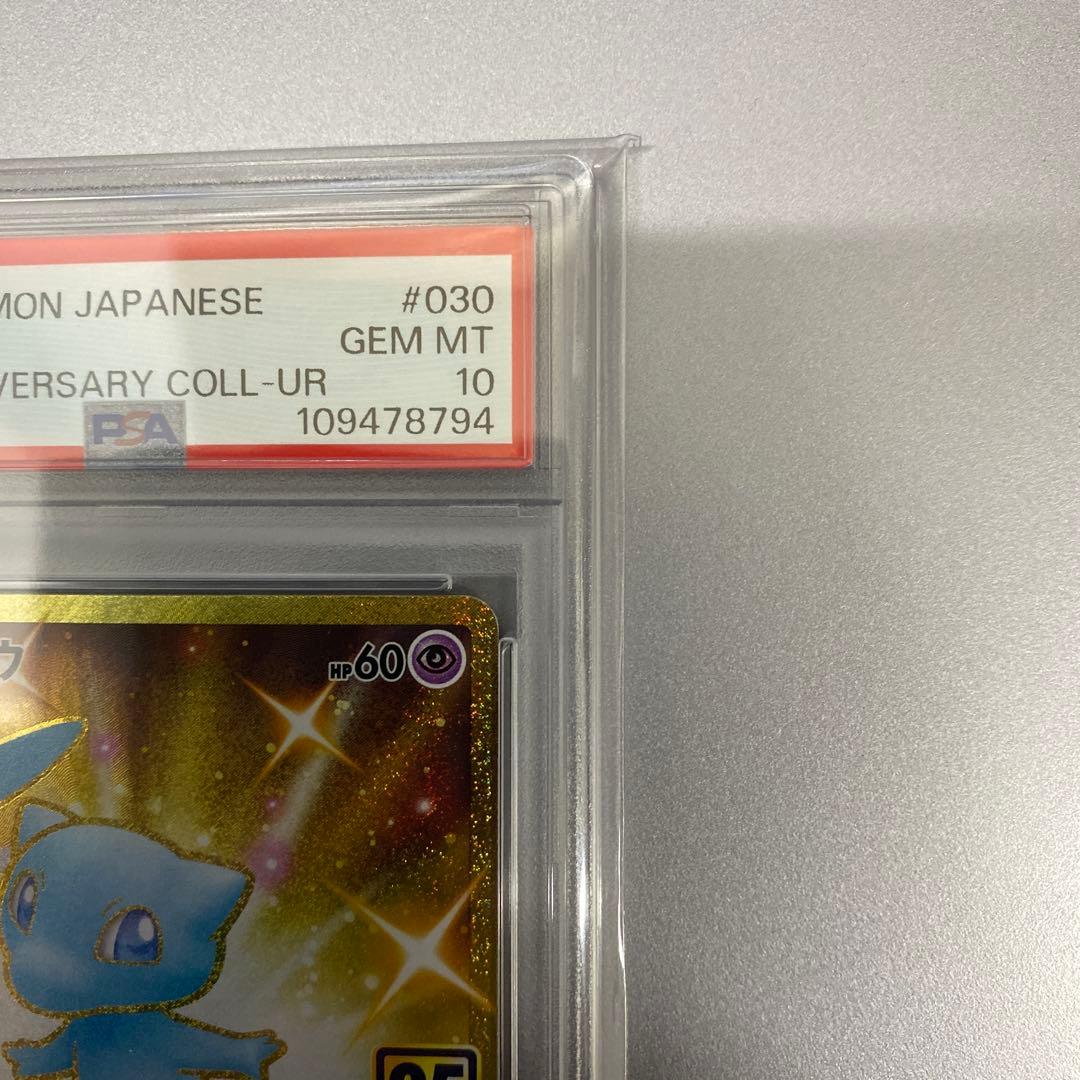 MON JAPANESE #030
GEM MT
VERSARY COLL-UR 10
PSA 109478794
ウ HP60
25